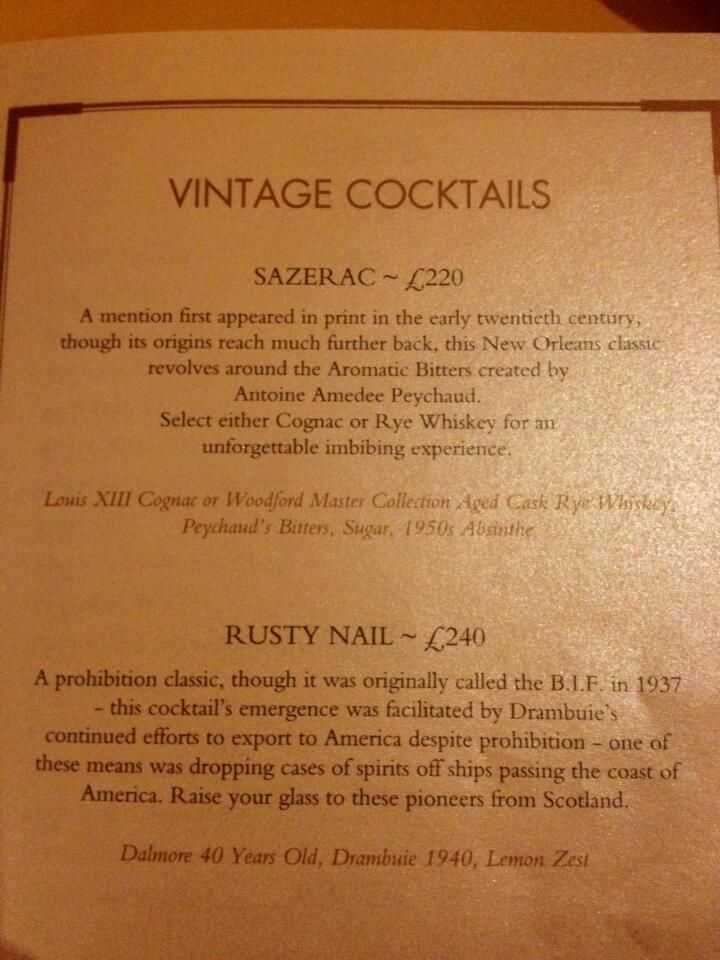 VINTAGE COCKTAILS
SAZERAC ~ £220
A mention first appeared in print in the early twentieth century,
though its origins reach much further back, this New Orleans classic
revolves around the Aromatic Bitters created by
Antoine Amedee Peychaud.
Select either Cognac or Rye Whiskey for an
unforgettable imbibing experience.
Louis XIII Cognac or Woodford Master Collection Aged Cask Rye Whiskey,
Peychaud's Bitters, Sugar, 1950s Absinthe
RUSTY NAIL ~ £240
A prohibition classic, though it was originally called the B.I.F. in 1937
– this cocktail's emergence was facilitated by Drambuie's
continued efforts to export to America despite prohibition – one of
these means was dropping cases of spirits off ships passing the coast of
America. Raise your glass to these pioneers from Scotland.
Dalmore 40 Years Old, Drambuie 1940, Lemon Zest